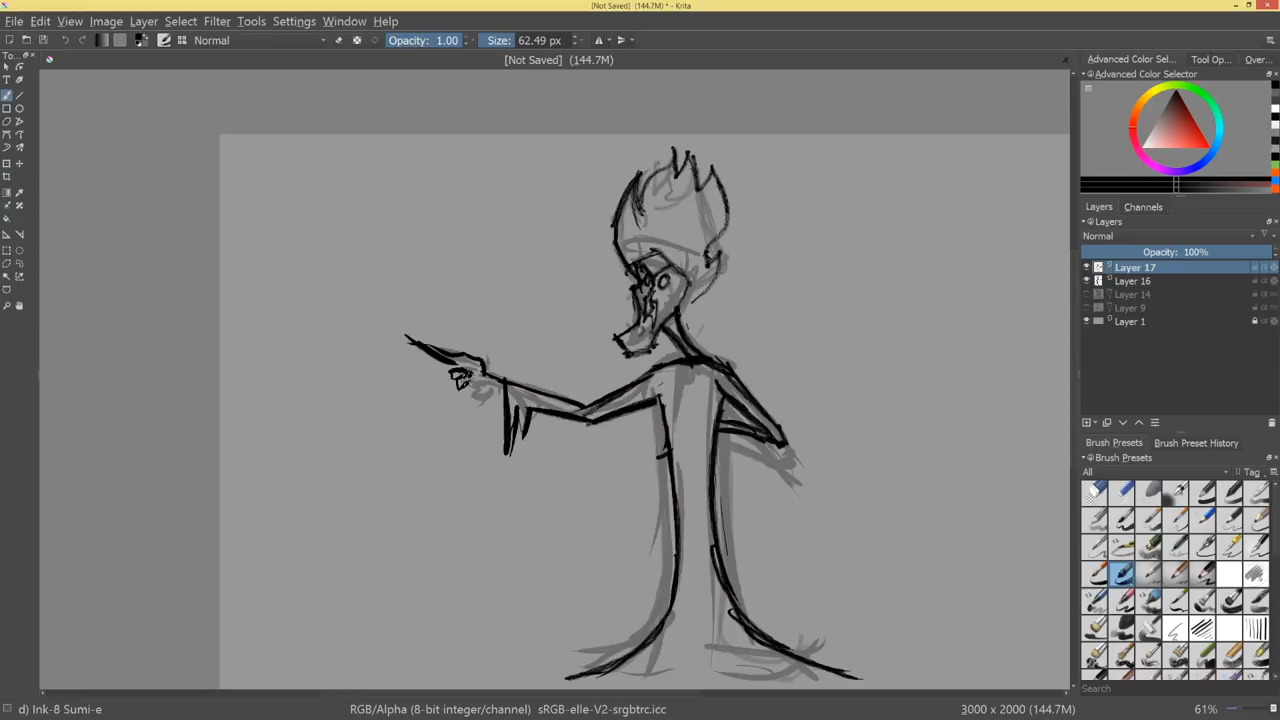 [Not Saved] (144.7M) * - Krita
File Edit View Image Layer Select Filter Tools Settings Window Help
Normal Opacity: 1.00 Size: 62.49 px
To... [Not Saved] (144.7M) Advanced Color Sel... Tool Op... Over...
Advanced Color Selector
Layers Channels
Layers
Normal
Opacity: 100%
Layer 17
Layer 16
Layer 14
Layer 9
Layer 1
Brush Presets Brush Preset History
Brush Presets
All Tag
Search
d) Ink-8 Sumi-e RGB/Alpha (8-bit integer/channel) sRGB-elle-V2-srgbtrc.icc 3000 x 2000 (144.7M) 61%